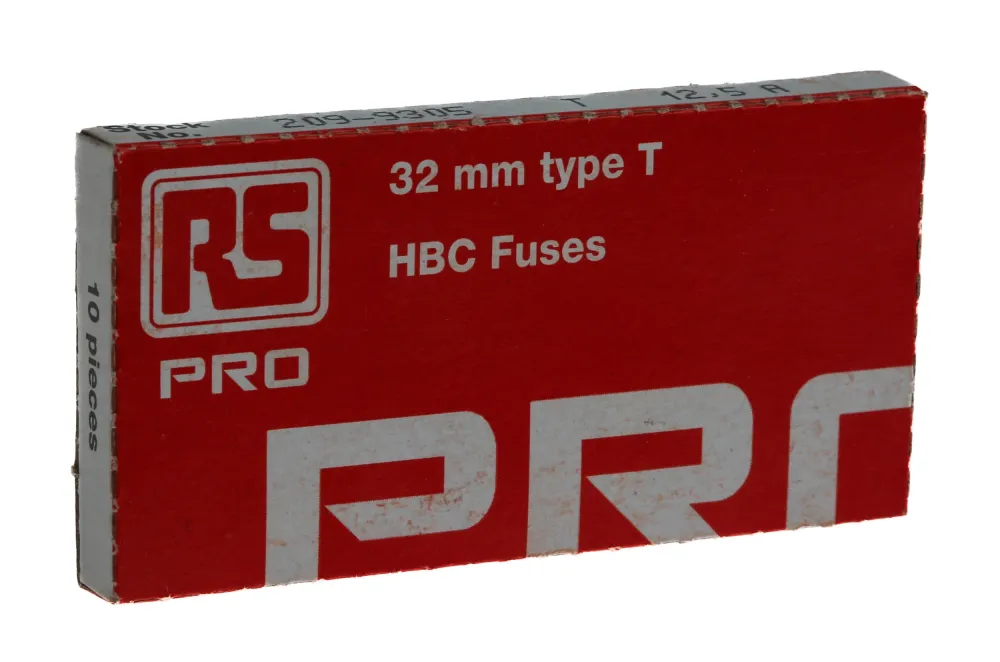 Stock
No.
209-9305 T 12,5 A
RS
PRO
32 mm type T
HBC Fuses
10 pieces
PRO